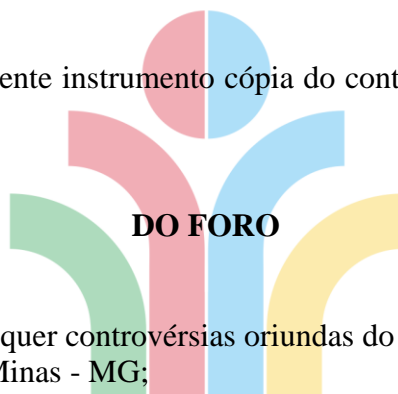 ente instrumento cópia do cont
DO FORO
quer controvérsias oriundas do
Minas - MG;